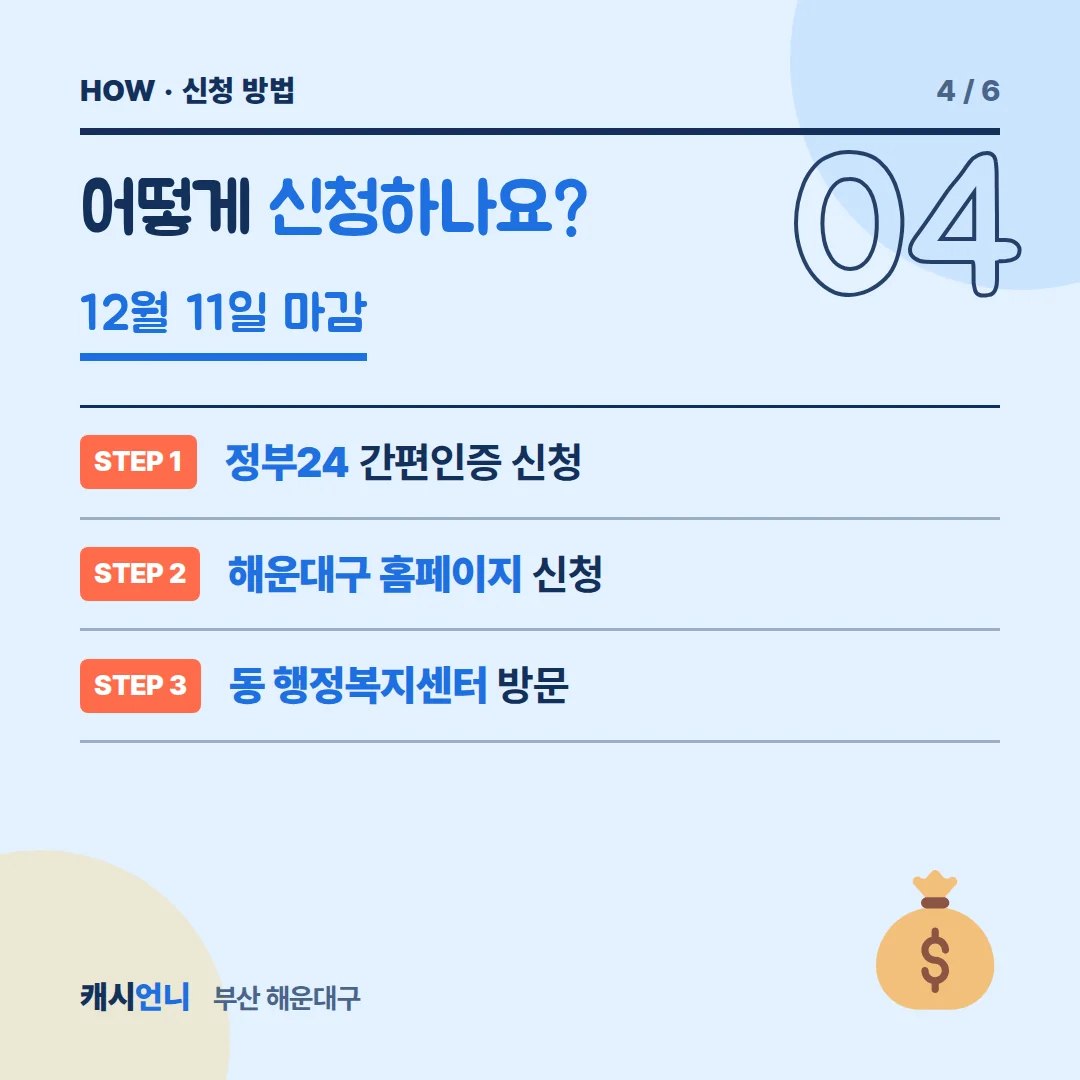 HOW · 신청 방법
4 / 6
어떻게 신청하나요?
04
12월 11일 마감
STEP 1 정부24 간편인증 신청
STEP 2 해운대구 홈페이지 신청
STEP 3 동 행정복지센터 방문
$
캐시언니 부산 해운대구